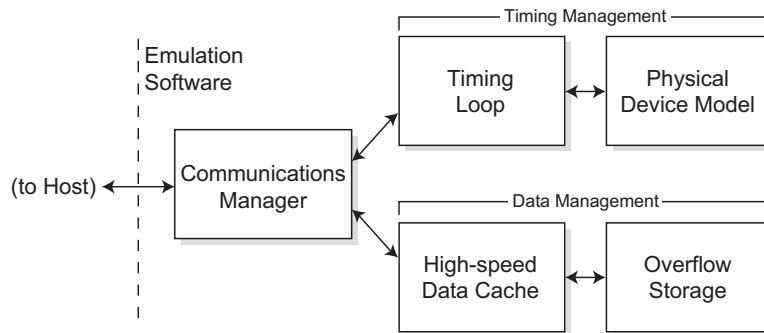 Timing Management
Emulation
Software
Timing
Loop
Physical
Device Model
(to Host)
Communications
Manager
Data Management
High-speed
Data Cache
Overflow
Storage